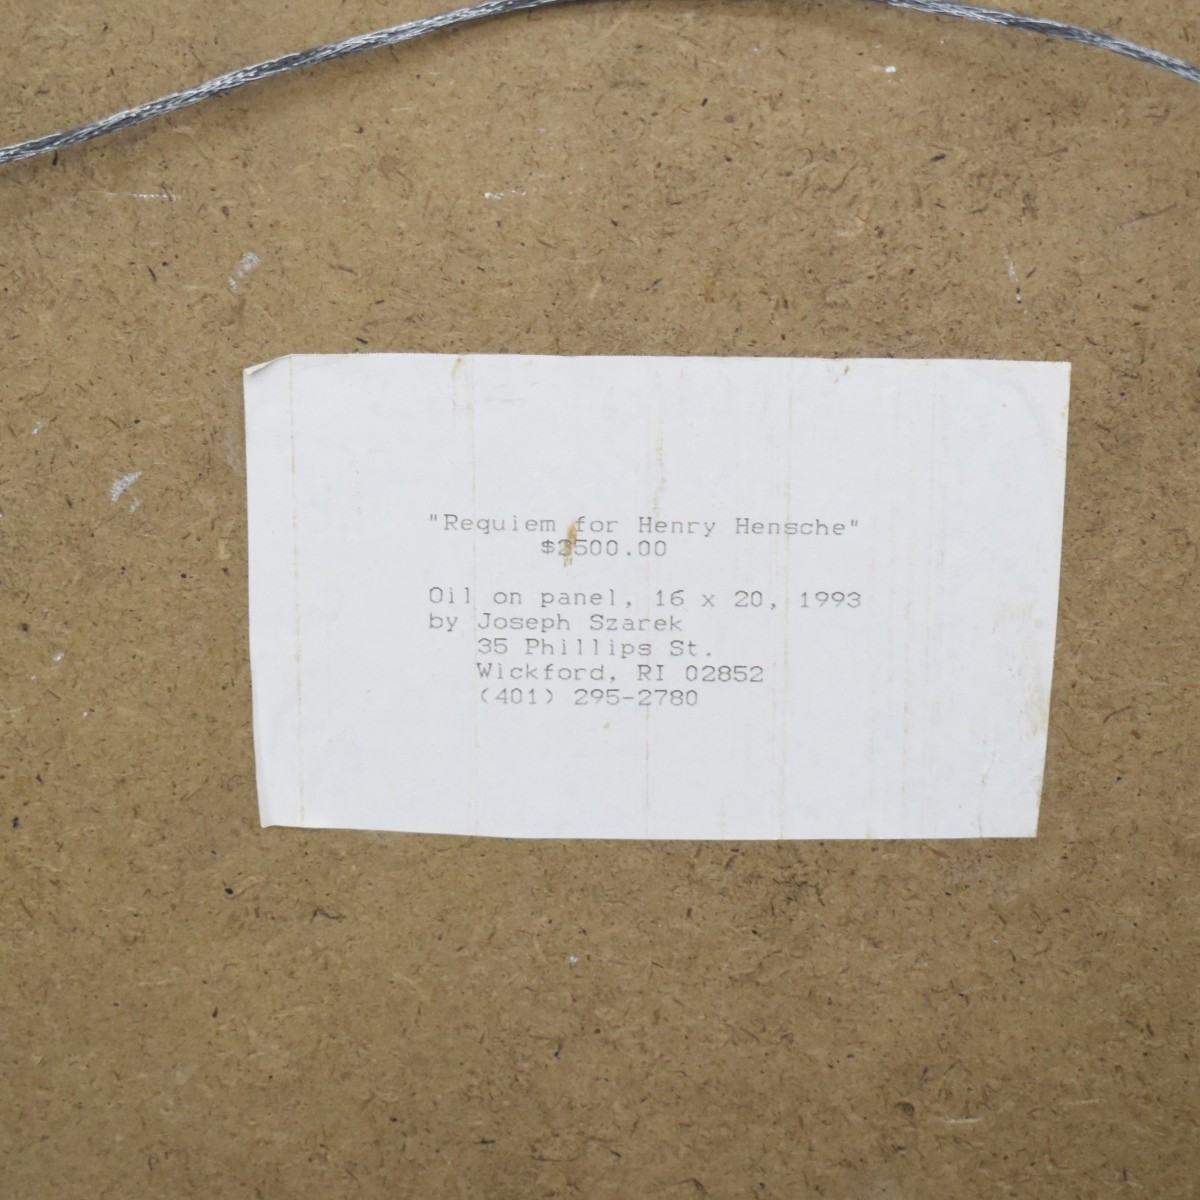 "Requiem for Henry Hensche"
$2500.00
Oil on panel, 16 x 20, 1993
by Joseph Szarek
35 Phillips St.
Wickford, RI 02852
(401) 295-2780